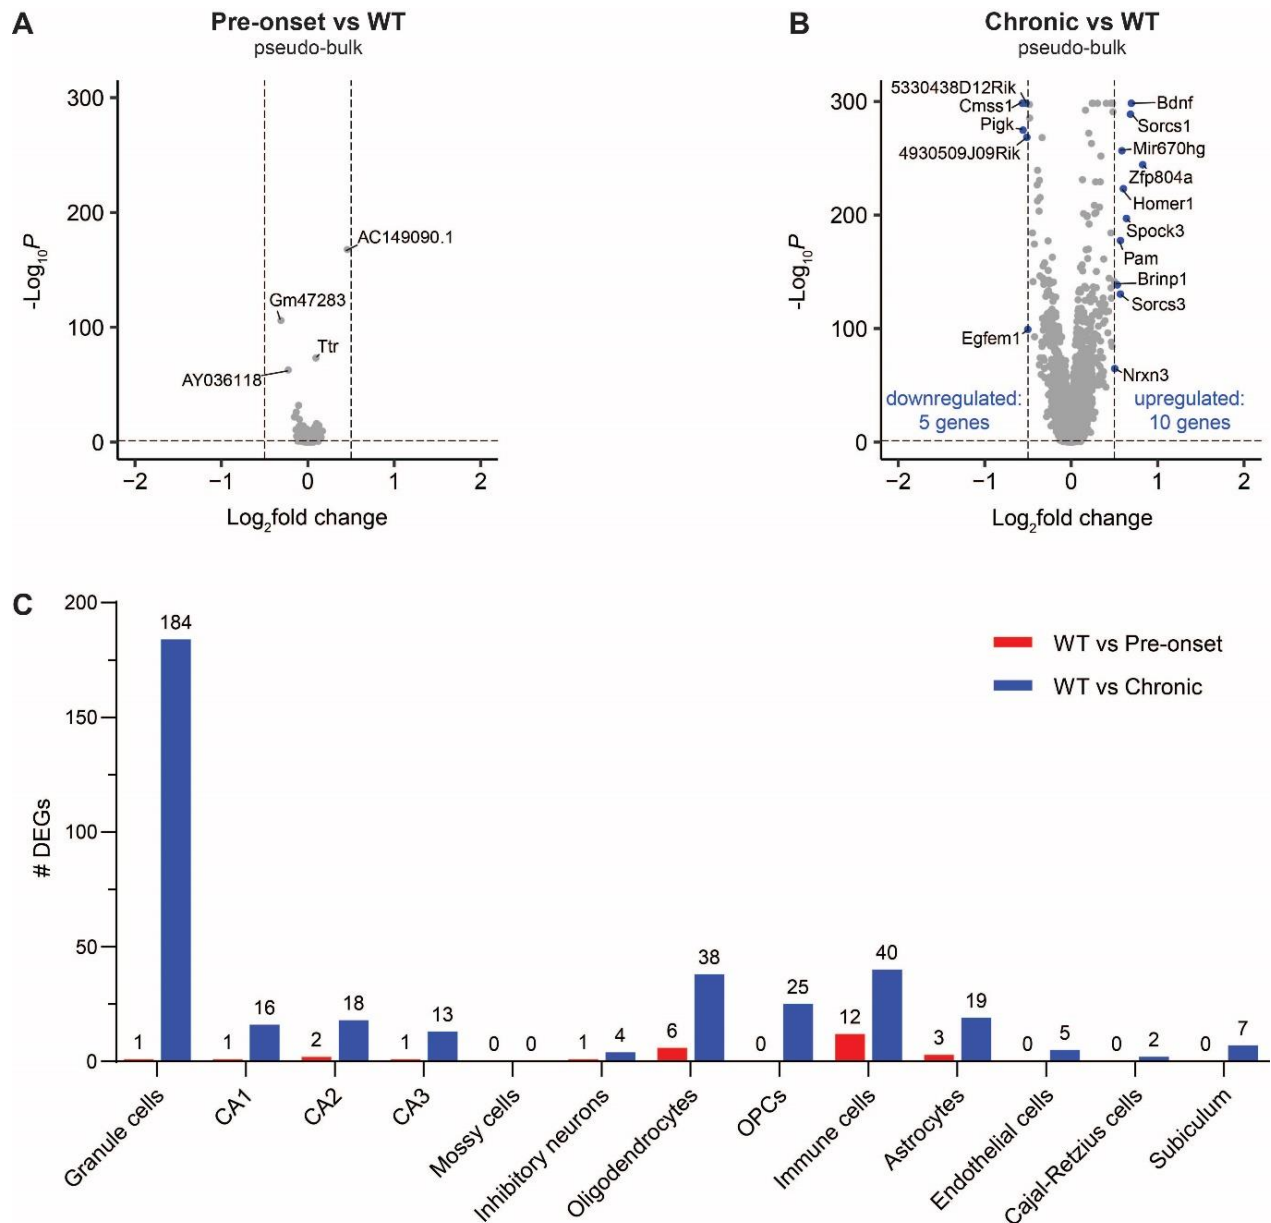 A
Pre-onset vs WT
pseudo-bulk
300
200
100
0
-Log10P
AC149090.1
Gm47283
Ttr
AY036118
−2 −1 0 1 2
Log2fold change
B
Chronic vs WT
pseudo-bulk
300
200
100
0
-Log10P
5330438D12Rik
Cmss1
Pigk
4930509J09Rik
Egfem1
Bdnf
Sorcs1
Mir670hg
Zfp804a
Homer1
Spock3
Pam
Brinp1
Sorcs3
Nrxn3
downregulated:
5 genes
upregulated:
10 genes
−2 −1 0 1 2
Log2fold change
C
200
150
100
50
0
# DEGs
WT vs Pre-onset
WT vs Chronic
1 184
1 16
2 18
1 13
0 0
1 4
6 38
0 25
12 40
3 19
0 5
0 2
0 7
Granule cells
CA1
CA2
CA3
Mossy cells
Inhibitory neurons
Oligodendrocytes
OPCs
Immune cells
Astrocytes
Endothelial cells
Cajal-Retzius cells
Subiculum